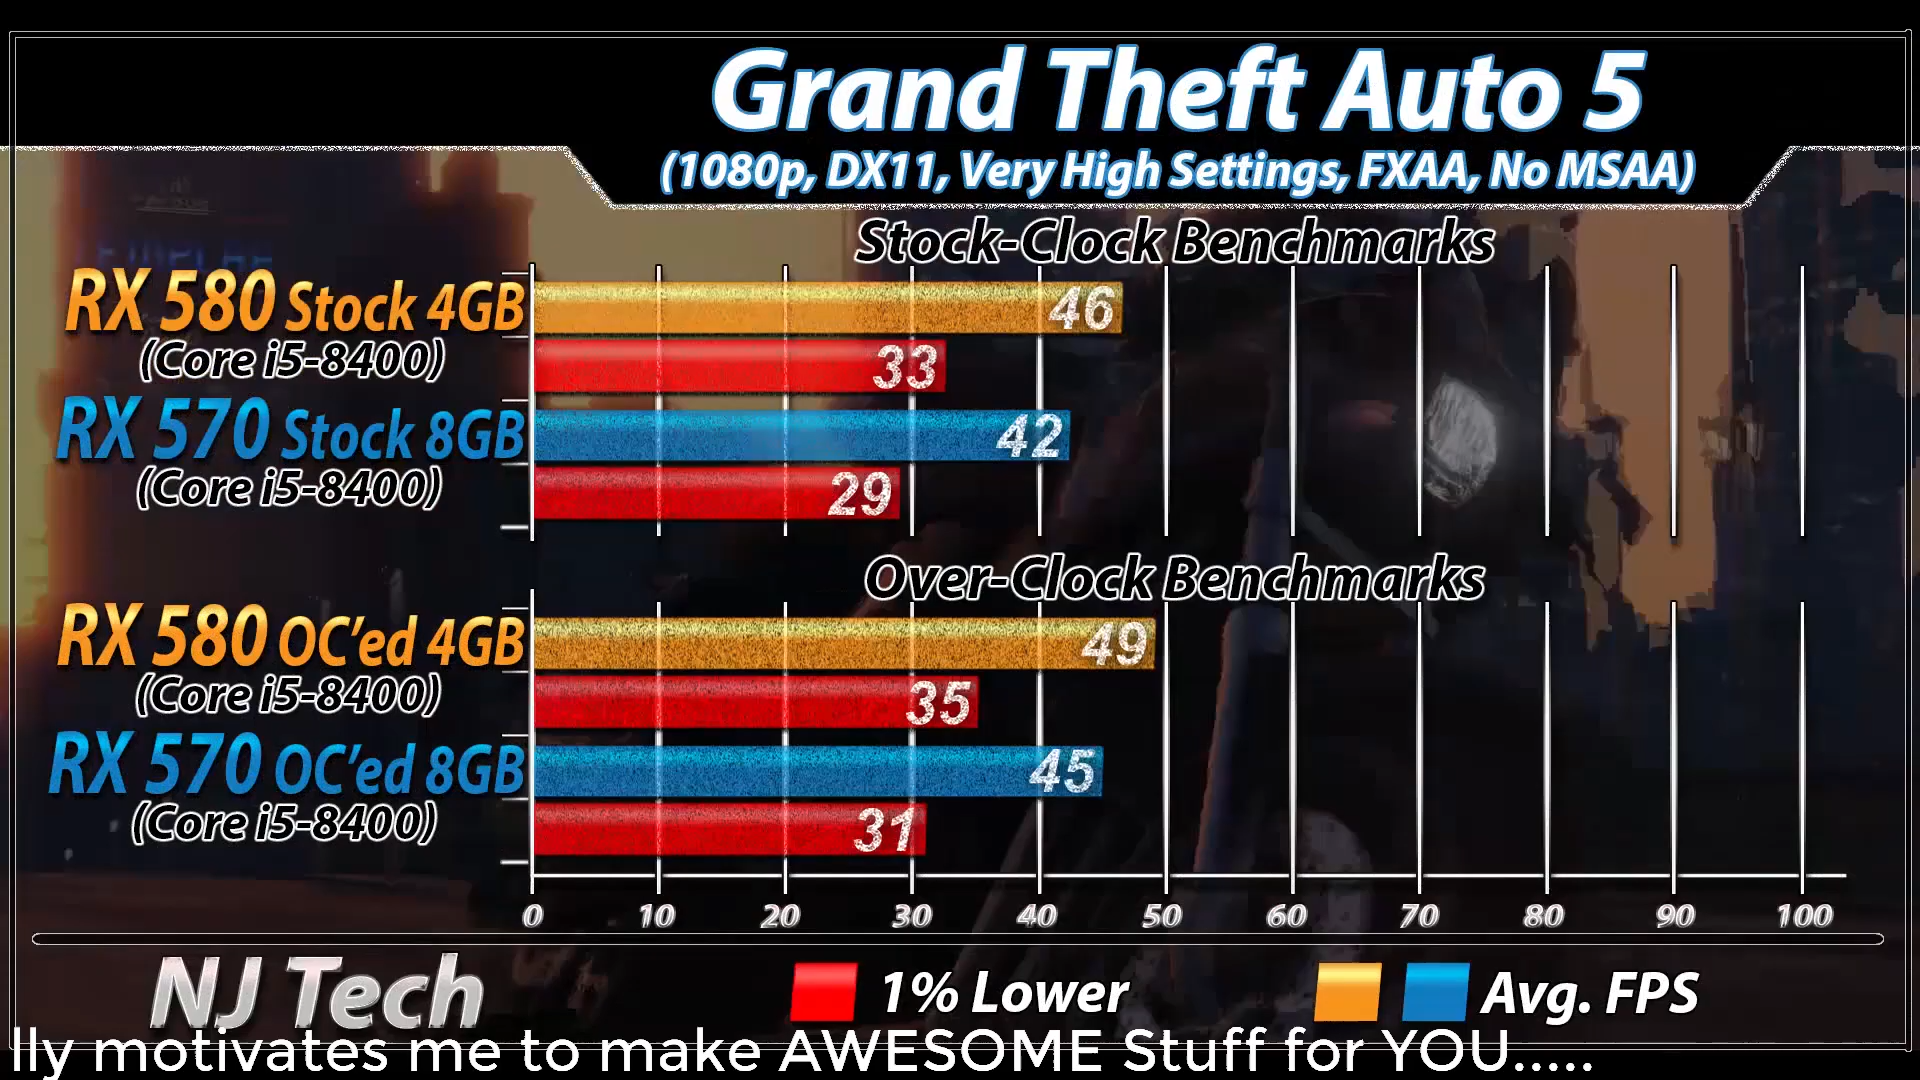 Grand Theft Auto 5
(1080p, DX11, Very High Settings, FXAA, No MSAA)
Stock-Clock Benchmarks
RX 580 Stock 4GB
(Core i5-8400)
46
33
RX 570 Stock 8GB
(Core i5-8400)
42
29
Over-Clock Benchmarks
RX 580 OC'ed 4GB
(Core i5-8400)
49
35
RX 570 OC'ed 8GB
(Core i5-8400)
45
31
0 10 20 30 40 50 60 70 80 90 100
NJ Tech
1% Lower
Avg. FPS
lly motivates me to make AWESOME Stuff for YOU.....